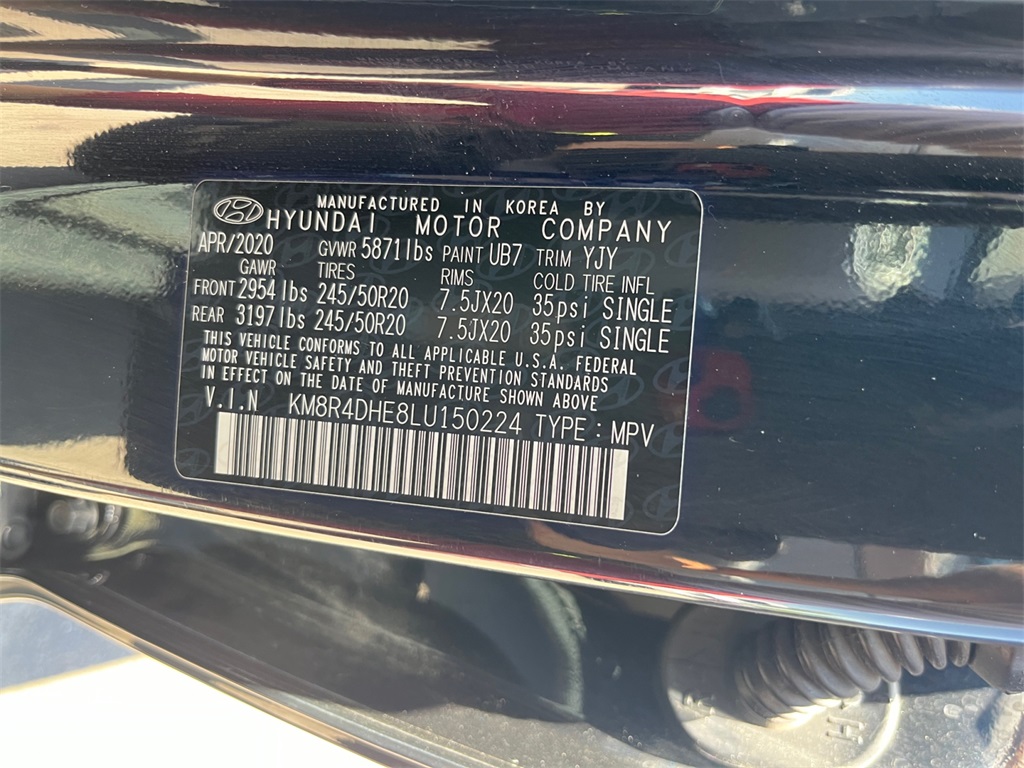 MANUFACTURED IN KOREA BY
HYUNDAI MOTOR COMPANY
APR/2020 GVWR 5871lbs PAINT UB7 TRIM YJY
GAWR TIRES RIMS COLD TIRE INFL
FRONT 2954lbs 245/50R20 7.5JX20 35psi SINGLE
REAR 3197lbs 245/50R20 7.5JX20 35psi SINGLE
THIS VEHICLE CONFORMS TO ALL APPLICABLE U.S.A. FEDERAL
MOTOR VEHICLE SAFETY AND THEFT PREVENTION STANDARDS
IN EFFECT ON THE DATE OF MANUFACTURE SHOWN ABOVE
V.I.N KM8R4DHE8LU150224 TYPE : MPV